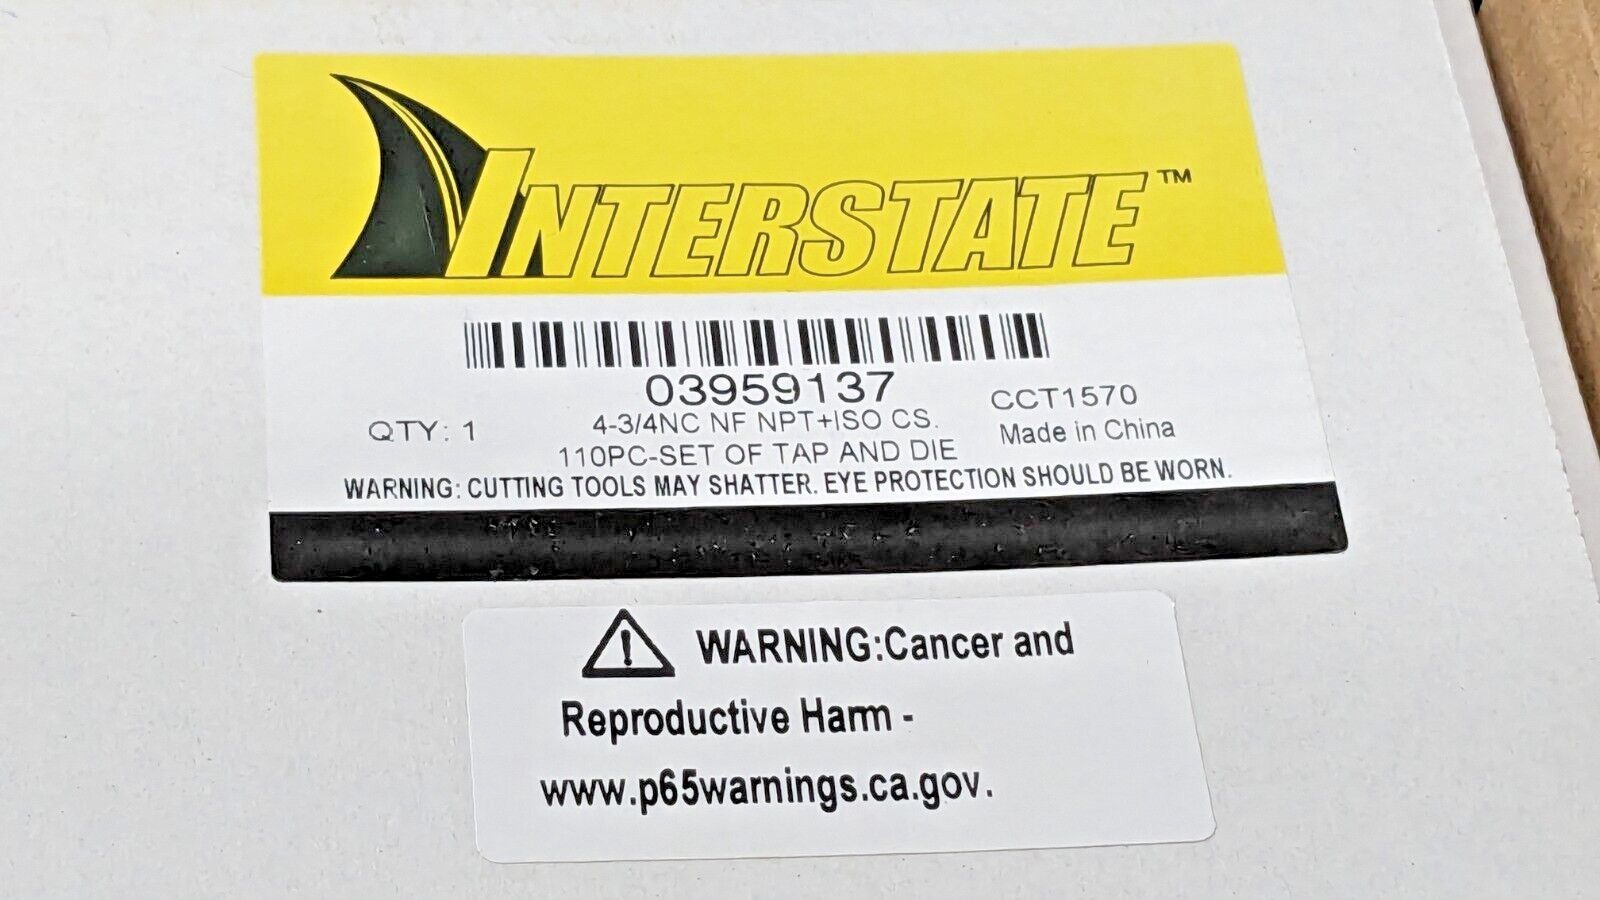 INTERSTATE™
03959137
QTY: 1
4-3/4NC NF NPT+ISO CS.
110PC-SET OF TAP AND DIE
CCT1570
Made in China
WARNING: CUTTING TOOLS MAY SHATTER. EYE PROTECTION SHOULD BE WORN.
WARNING:Cancer and
Reproductive Harm -
www.p65warnings.ca.gov.